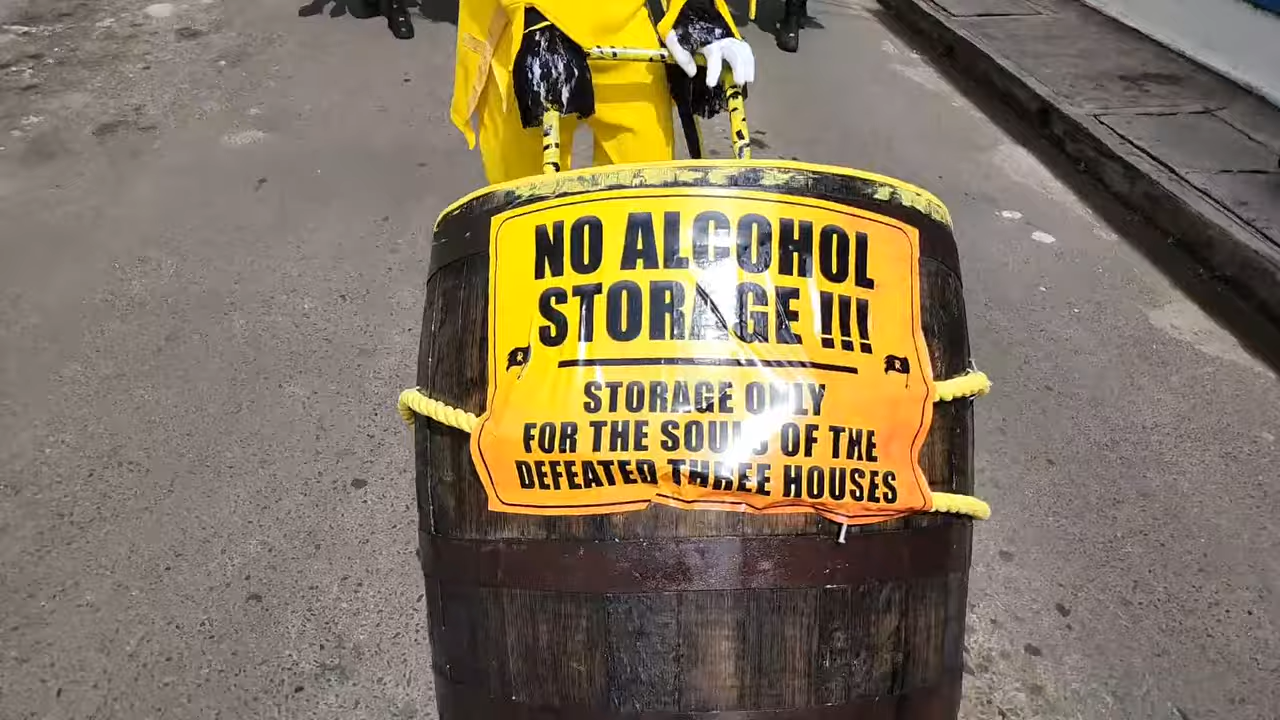 NO ALCOHOL
STORAGE !!!
R R
STORAGE ONLY
FOR THE SOULS OF THE
DEFEATED THREE HOUSES